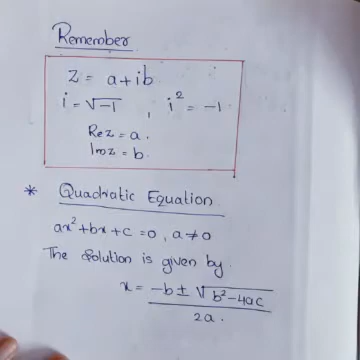 Remember
Z = a+ib
i = √-1 , i² = -1
Re z = a.
Im z = b.
* Quadratic Equation
ax²+bx+c=0, a≠0
The Solution is given by
x = -b ± √b²-4ac
2a.